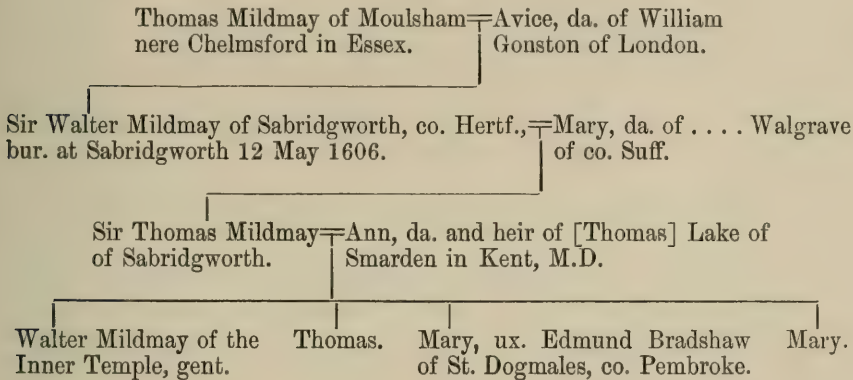 Thomas Mildmay of Moulsham=Avice, da. of William
nere Chelmsford in Essex. Gonston of London.
Sir Walter Mildmay of Sabridgworth, co. Hertf.,=Mary, da. of . . . . Walgrave
bur. at Sabridgworth 12 May 1606. of co. Suff.
Sir Thomas Mildmay=Ann, da. and heir of [Thomas] Lake of
of Sabridgworth. Smarden in Kent, M.D.
Walter Mildmay of the Thomas. Mary, ux. Edmund Bradshaw Mary.
Inner Temple, gent. of St. Dogmales, co. Pembroke.